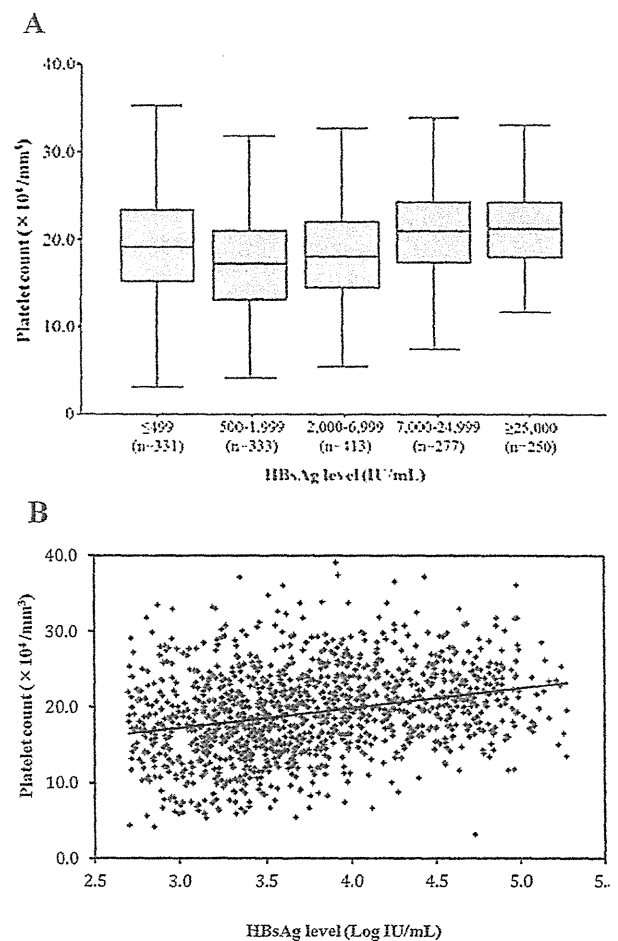 A
40.0
30.0
20.0
10.0
0
Platelet count (×10⁴/mm³)
≤499 500-1,999 2,000-6,999 7,000-24,999 ≥25,000
(n=331) (n=333) (n=413) (n=277) (n=250)
HBsAg level (IU/mL)
B
40.0
30.0
20.0
10.0
0.0
Platelet count (×10⁴/mm³)
2.5 3.0 3.5 4.0 4.5 5.0 5.
HBsAg level (Log IU/mL)